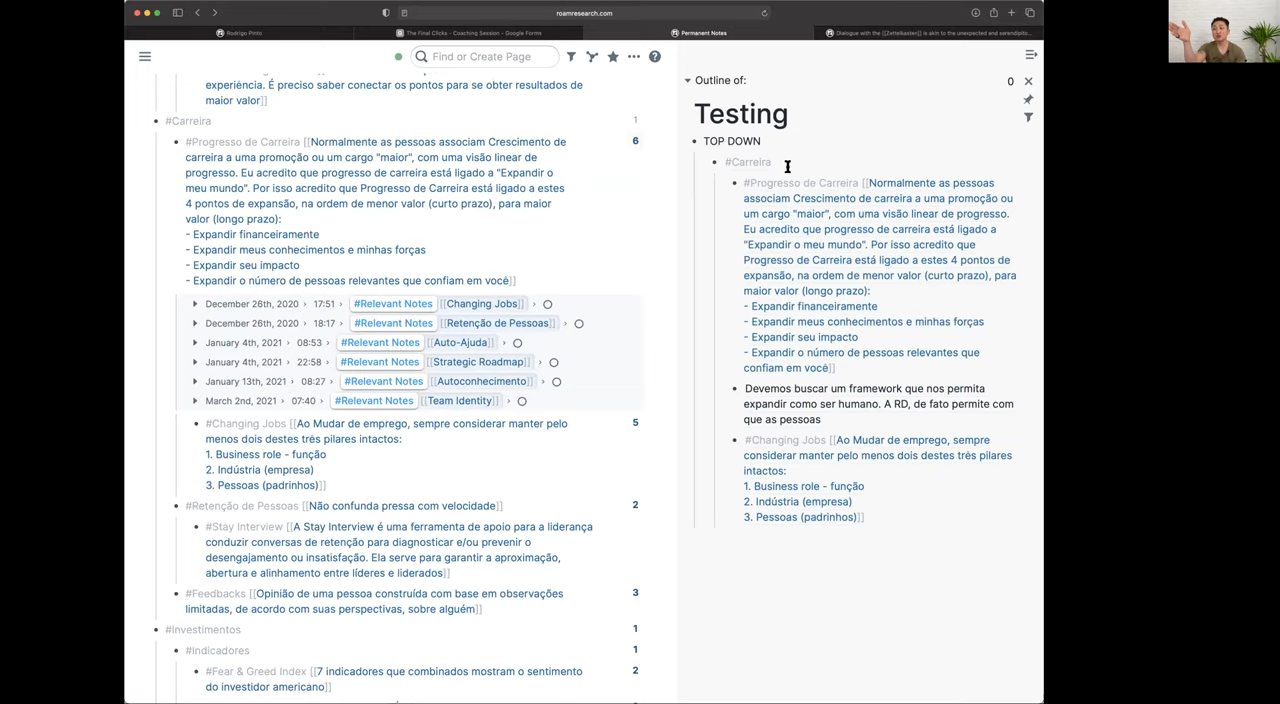 roamresearch.com
Rodrigo Pinto
The Final Clicks - Coaching Session - Google Forms
Permanent Notes
Dialogue with the [[Zettelkasten]] is akin to the unexpected and serendipito...
Find or Create Page
experiência. É preciso saber conectar os pontos para se obter resultados de
maior valor]]
#Carreira 1
#Progresso de Carreira [[Normalmente as pessoas associam Crescimento de 6
carreira a uma promoção ou um cargo "maior", com uma visão linear de
progresso. Eu acredito que progresso de carreira está ligado a "Expandir o
meu mundo". Por isso acredito que Progresso de Carreira está ligado a estes
4 pontos de expansão, na ordem de menor valor (curto prazo), para maior
valor (longo prazo):
- Expandir financeiramente
- Expandir meus conhecimentos e minhas forças
- Expandir seu impacto
- Expandir o número de pessoas relevantes que confiam em você]]
December 26th, 2020 › 17:51 › #Relevant Notes [[Changing Jobs]] ›
December 26th, 2020 › 18:17 › #Relevant Notes [[Retenção de Pessoas]] ›
January 4th, 2021 › 08:53 › #Relevant Notes [[Auto-Ajuda]] ›
January 4th, 2021 › 22:58 › #Relevant Notes [[Strategic Roadmap]] ›
January 13th, 2021 › 08:27 › #Relevant Notes [[Autoconhecimento]] ›
March 2nd, 2021 › 07:40 › #Relevant Notes [[Team Identity]] ›
#Changing Jobs [[Ao Mudar de emprego, sempre considerar manter pelo 5
menos dois destes três pilares intactos:
1. Business role - função
2. Indústria (empresa)
3. Pessoas (padrinhos)]]
#Retenção de Pessoas [[Não confunda pressa com velocidade]] 2
#Stay Interview [[A Stay Interview é uma ferramenta de apoio para a liderança
conduzir conversas de retenção para diagnosticar e/ou prevenir o
desengajamento ou insatisfação. Ela serve para garantir a aproximação,
abertura e alinhamento entre líderes e liderados]]
#Feedbacks [[Opinião de uma pessoa construída com base em observações 3
limitadas, de acordo com suas perspectivas, sobre alguém]]
#Investimentos 1
#Indicadores 1
#Fear & Greed Index [[7 indicadores que combinados mostram o sentimento 2
do investidor americano]]
Outline of: 0
Testing
TOP DOWN
#Carreira
#Progresso de Carreira [[Normalmente as pessoas
associam Crescimento de carreira a uma promoção ou
um cargo "maior", com uma visão linear de progresso.
Eu acredito que progresso de carreira está ligado a
"Expandir o meu mundo". Por isso acredito que
Progresso de Carreira está ligado a estes 4 pontos de
expansão, na ordem de menor valor (curto prazo), para
maior valor (longo prazo):
- Expandir financeiramente
- Expandir meus conhecimentos e minhas forças
- Expandir seu impacto
- Expandir o número de pessoas relevantes que
confiam em você]]
Devemos buscar um framework que nos permita
expandir como ser humano. A RD, de fato permite com
que as pessoas
#Changing Jobs [[Ao Mudar de emprego, sempre
considerar manter pelo menos dois destes três pilares
intactos:
1. Business role - função
2. Indústria (empresa)
3. Pessoas (padrinhos)]]